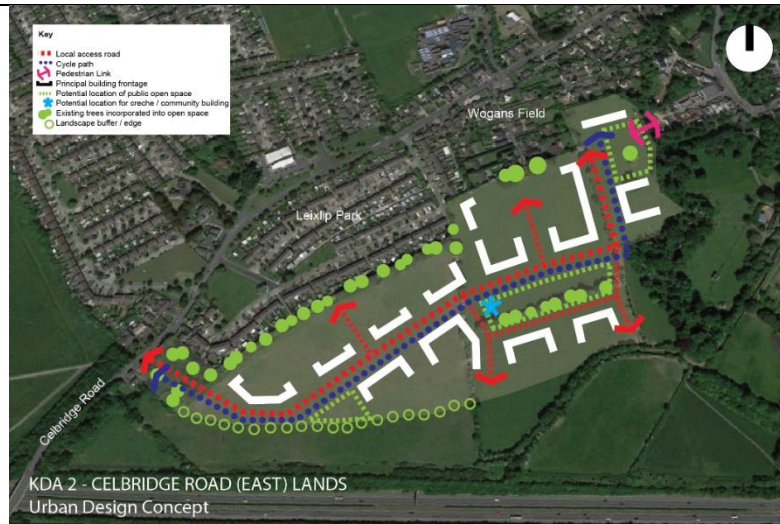 Key
Local access road
Cycle path
Pedestrian Link
Principal building frontage
Potential location of public open space
Potential location for creche / community building
Existing trees incorporated into open space
Landscape buffer / edge
Wogans Field
Leixlip Park
Celbridge Road
KDA 2 - CELBRIDGE ROAD (EAST) LANDS
Urban Design Concept